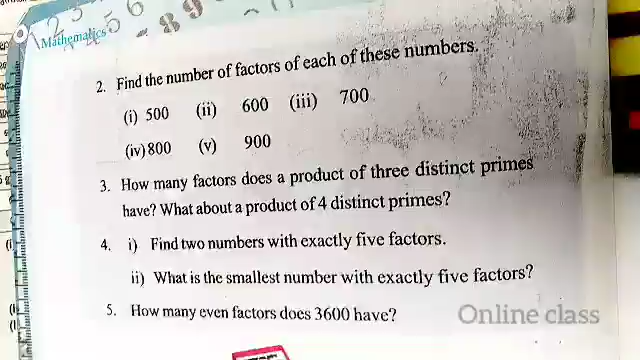 Mathematics
2. Find the number of factors of each of these numbers.
(i) 500 (ii) 600 (iii) 700
(iv) 800 (v) 900
3. How many factors does a product of three distinct primes
have? What about a product of 4 distinct primes?
4. i) Find two numbers with exactly five factors.
ii) What is the smallest number with exactly five factors?
5. How many even factors does 3600 have?
Online class